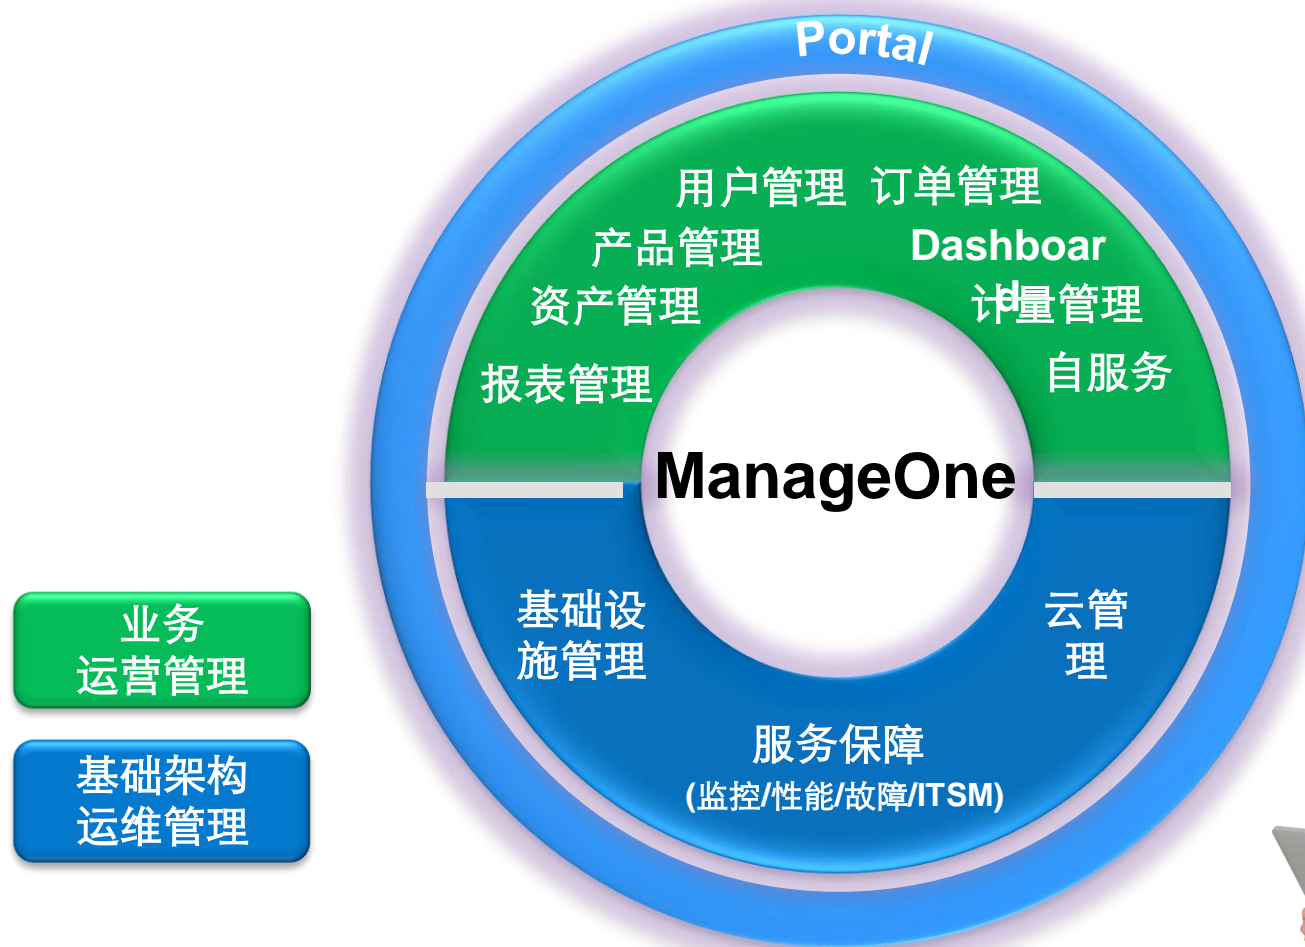 Portal
用户管理 订单管理
产品管理
Dashboar
d
资产管理
计量管理
报表管理
自服务
ManageOne
基础设
施管理
云管
理
服务保障
(监控/性能/故障/ITSM)
业务
运营管理
基础架构
运维管理